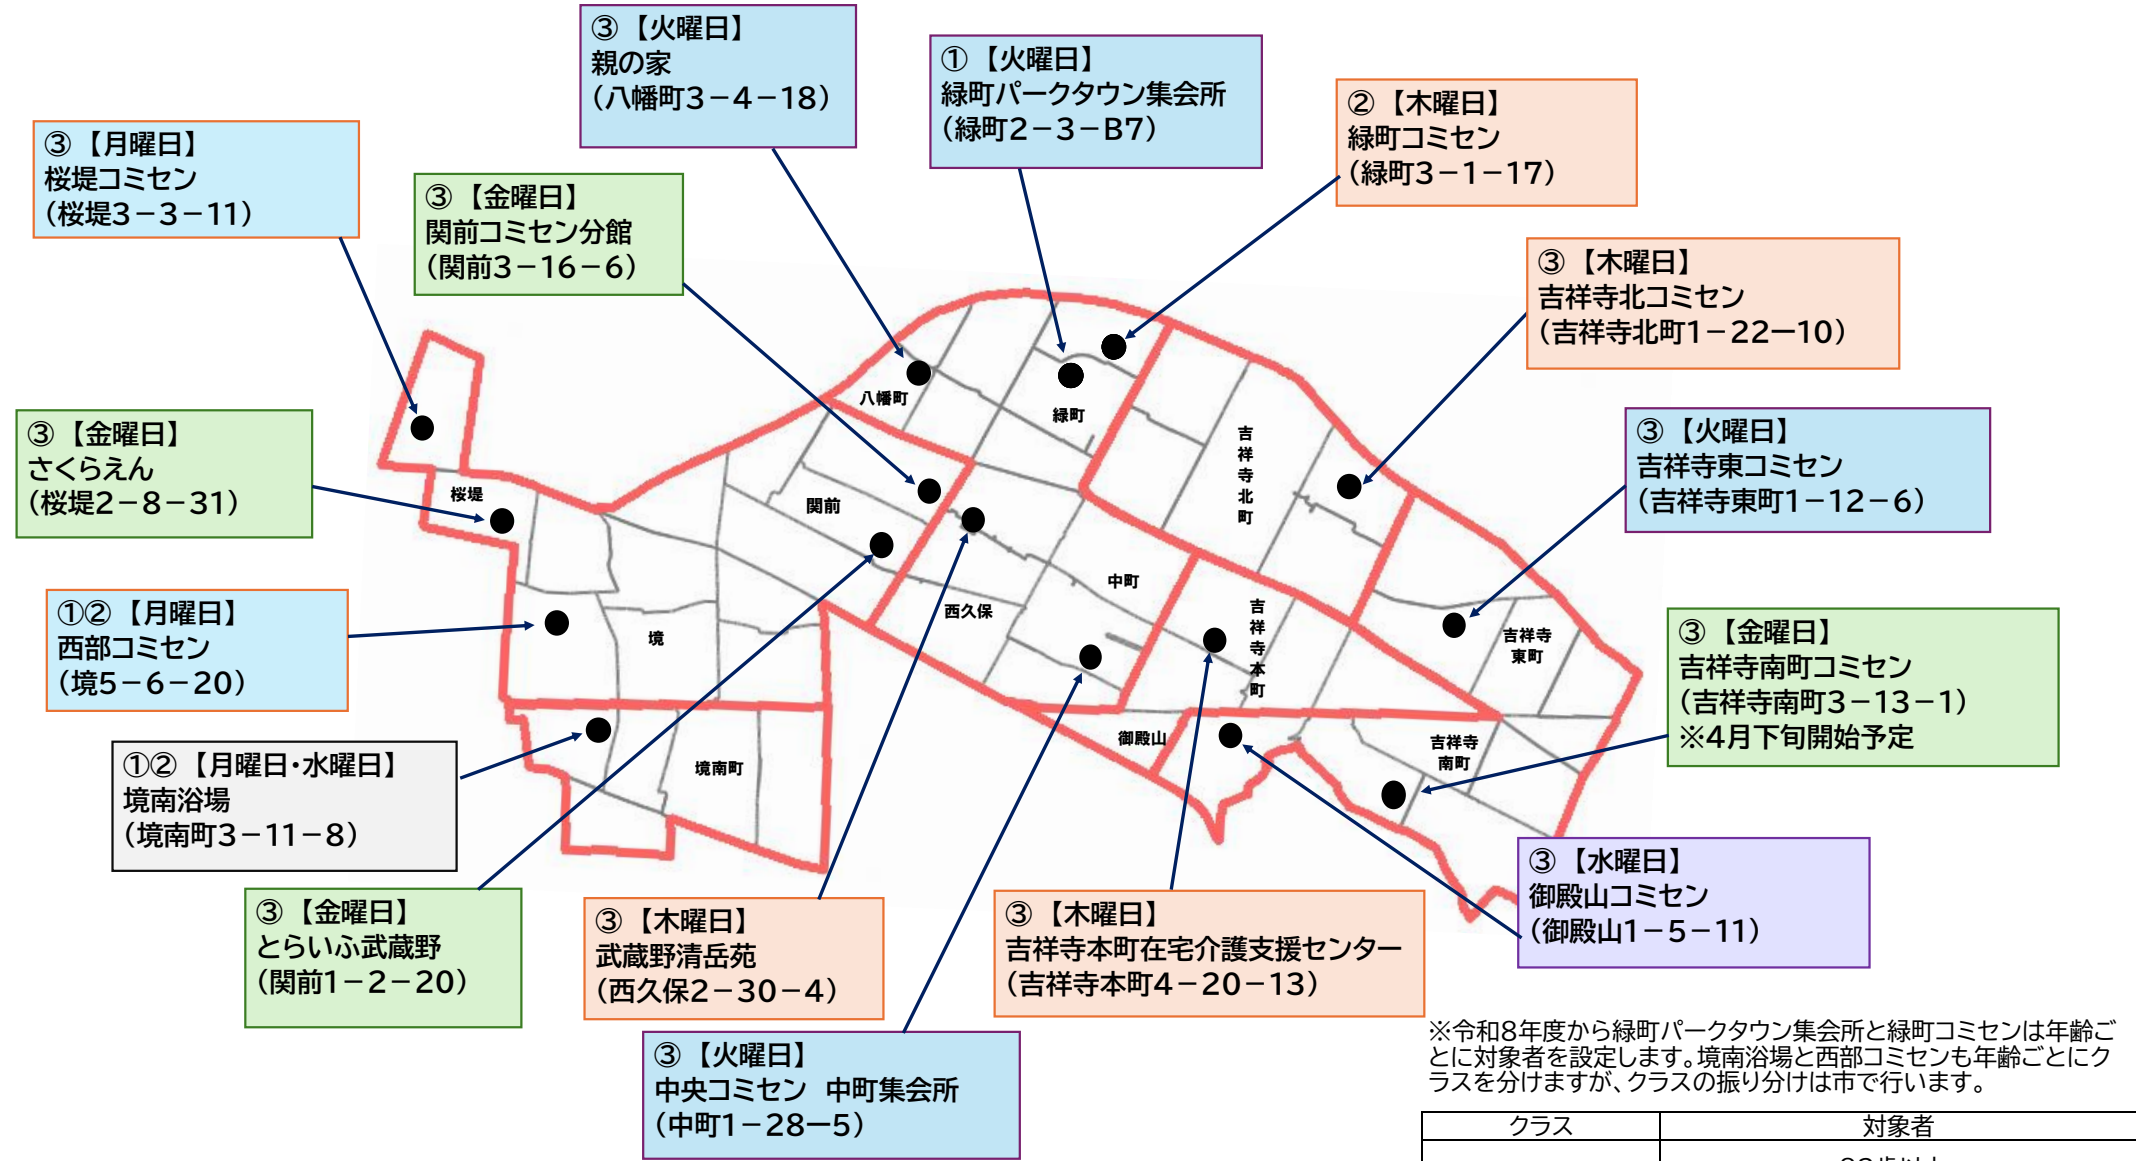 ③【火曜日】
親の家
（八幡町3－4－18）
①【火曜日】
緑町パークタウン集会所
（緑町2－3－B7）
②【木曜日】
緑町コミセン
（緑町3－1－17）
③【月曜日】
桜堤コミセン
（桜堤3－3－11）
③【金曜日】
関前コミセン分館
（関前3－16－6）
③【木曜日】
吉祥寺北コミセン
（吉祥寺北町1－22ー10）
③【金曜日】
さくらえん
（桜堤2－8－31）
③【火曜日】
吉祥寺東コミセン
（吉祥寺東町1－12－6）
①②【月曜日】
西部コミセン
（境5－6－20）
③【金曜日】
吉祥寺南町コミセン
（吉祥寺南町3－13－1）
※4月下旬開始予定
①②【月曜日・水曜日】
境南浴場
（境南町3－11－8）
八幡町
緑町
吉祥寺北町
桜堤
関前
中町
西久保
境
吉祥寺本町
吉祥寺
東町
御殿山
吉祥寺
南町
境南町
③【金曜日】
とらいふ武蔵野
（関前1－2－20）
③【木曜日】
武蔵野清岳苑
（西久保2－30－4）
③【木曜日】
吉祥寺本町在宅介護支援センター
（吉祥寺本町4－20－13）
③【水曜日】
御殿山コミセン
（御殿山1－5－11）
③【火曜日】
中央コミセン　中町集会所
（中町1－28ー5）
※令和8年度から緑町パークタウン集会所と緑町コミセンは年齢ご
とに対象者を設定します。境南浴場と西部コミセンも年齢ごとにク
ラスを分けますが、クラスの振り分けは市で行います。
クラス
対象者